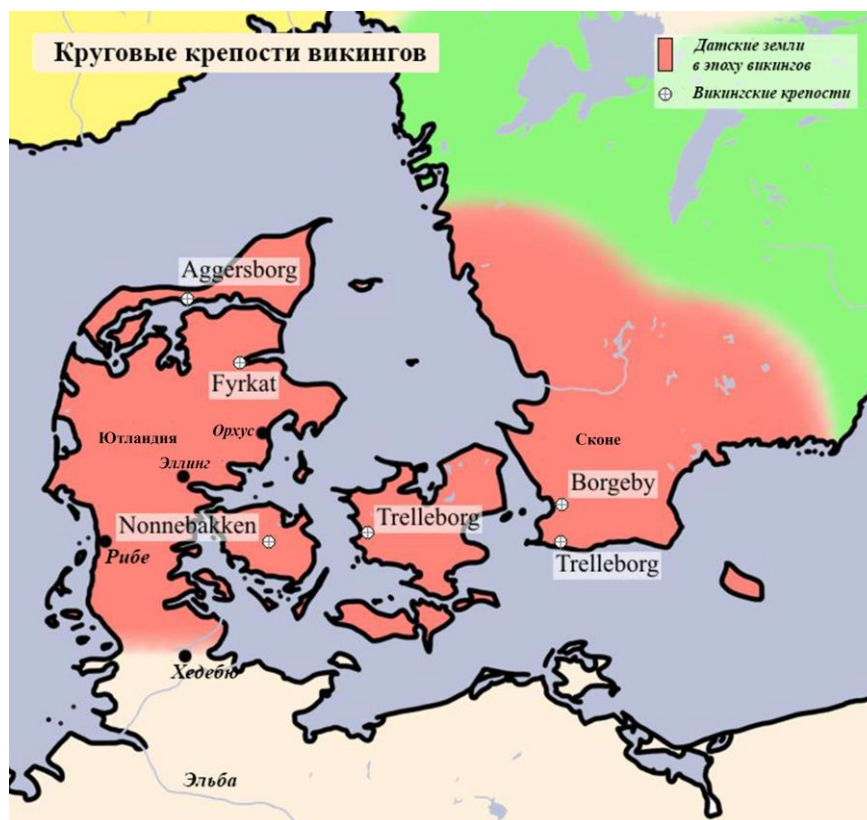 Круговые крепости викингов
Датские земли
в эпоху викингов
Викингские крепости
Aggersborg
Fyrkat
Ютландия
Орхус
Эллинг
Сконе
Borgeby
Nonnebakken
Trelleborg
Рибе
Trelleborg
Хедебю
Эльба